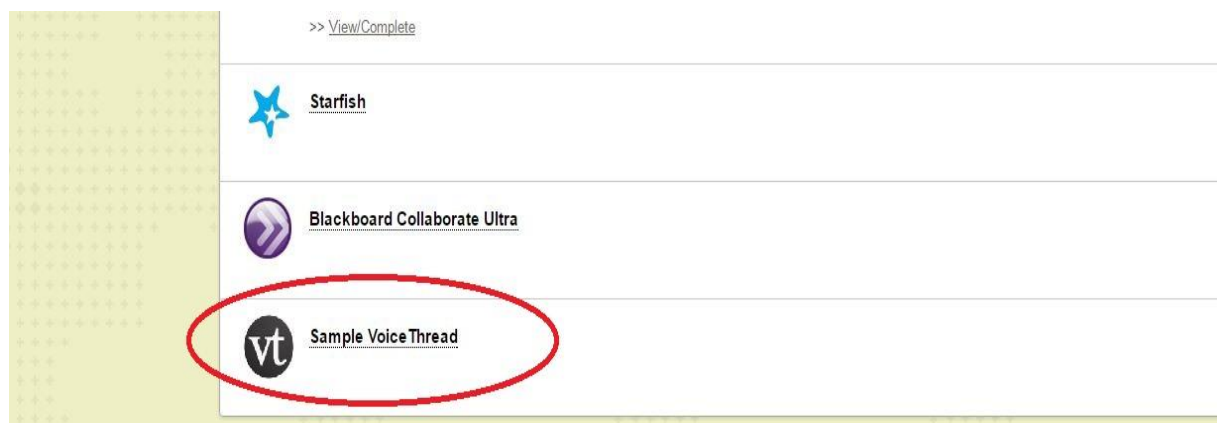 >> View/Complete
Starfish
Blackboard Collaborate Ultra
vt
Sample VoiceThread